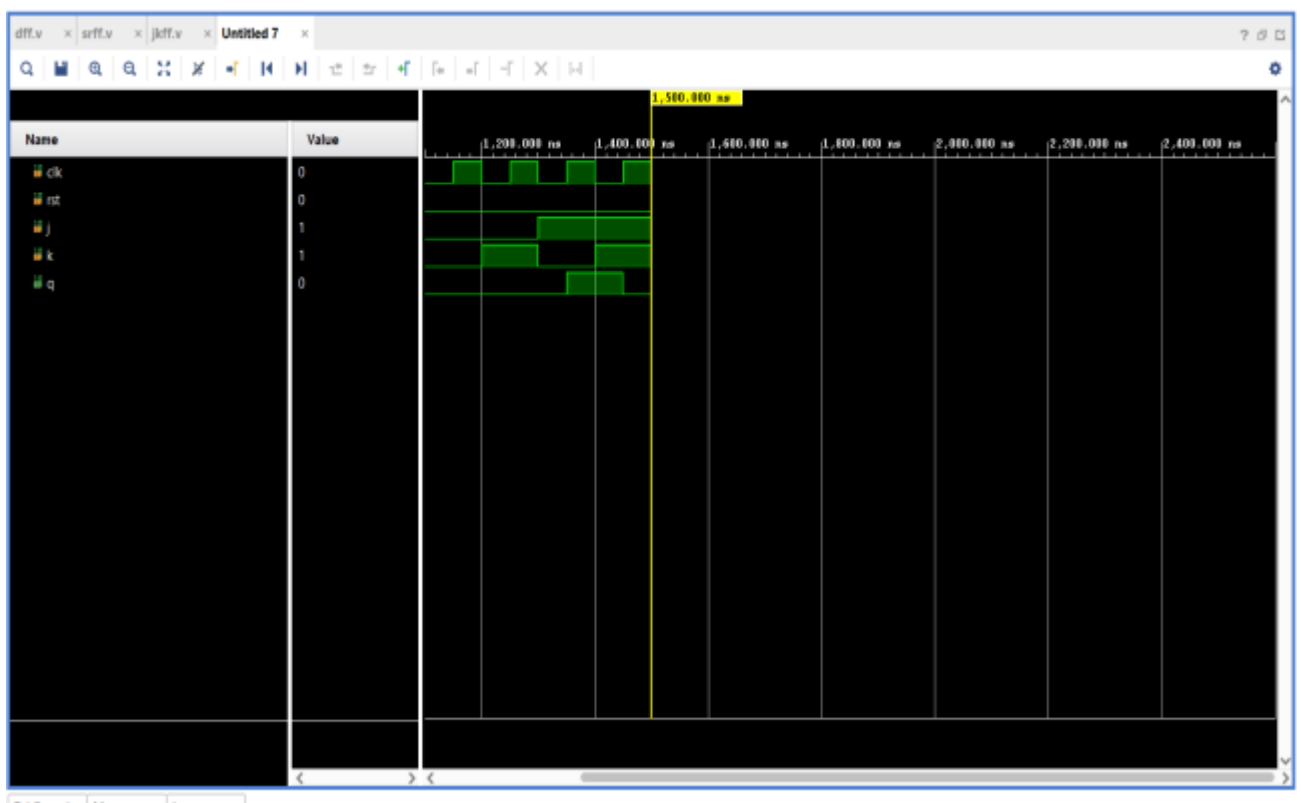 dff.v × srff.v × jkff.v × Untitled 7 ×
1,500.000 ns
Name Value
1,200.000 ns 1,400.000 ns 1,600.000 ns 1,800.000 ns 2,000.000 ns 2,200.000 ns 2,400.000 ns
clk 0
rst 0
j 1
k 1
q 0